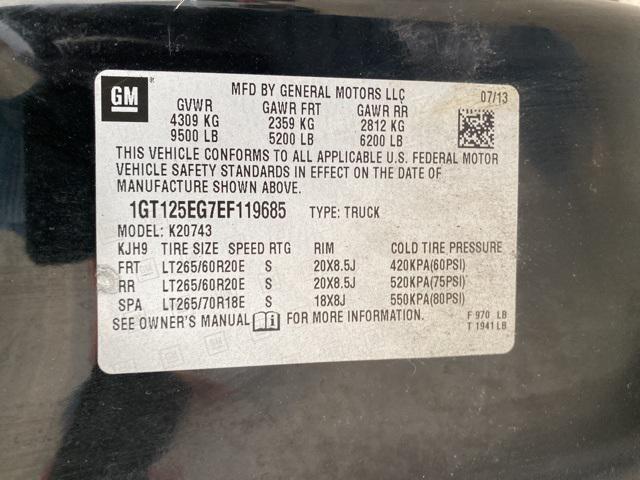 GM
MFD BY GENERAL MOTORS LLC 07/13
GVWR GAWR FRT GAWR RR
4309 KG 2359 KG 2812 KG
9500 LB 5200 LB 6200 LB
THIS VEHICLE CONFORMS TO ALL APPLICABLE U.S. FEDERAL MOTOR
VEHICLE SAFETY STANDARDS IN EFFECT ON THE DATE OF
MANUFACTURE SHOWN ABOVE.
1GT125EG7EF119685 TYPE: TRUCK
MODEL: K20743
KJH9 TIRE SIZE SPEED RTG RIM COLD TIRE PRESSURE
FRT LT265/60R20E S 20X8.5J 420KPA(60PSI)
RR LT265/60R20E S 20X8.5J 520KPA(75PSI)
SPA LT265/70R18E S 18X8J 550KPA(80PSI)
SEE OWNER'S MANUAL FOR MORE INFORMATION. F 970 LB
T 1941 LB